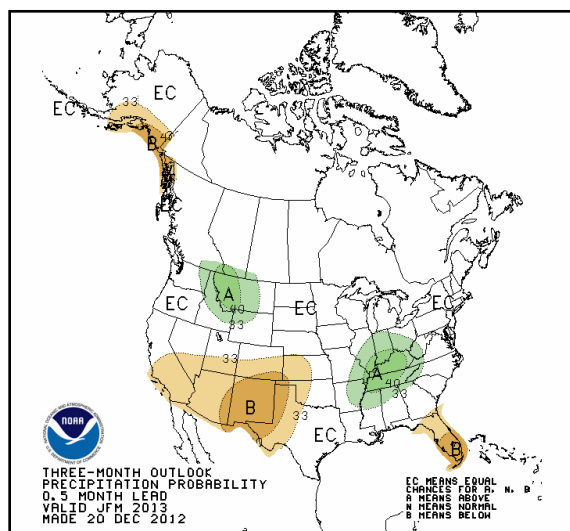 EC
33
EC
EC
40
B
EC
EC
A
EC
EC
40
33
33
A
40
B
33
33
EC
B
NOAA
THREE-MONTH OUTLOOK
PRECIPITATION PROBABILITY
0.5 MONTH LEAD
VALID JFM 2013
MADE 20 DEC 2012
EC MEANS EQUAL
CHANCES FOR A, N, B
A MEANS ABOVE
N MEANS NORMAL
B MEANS BELOW